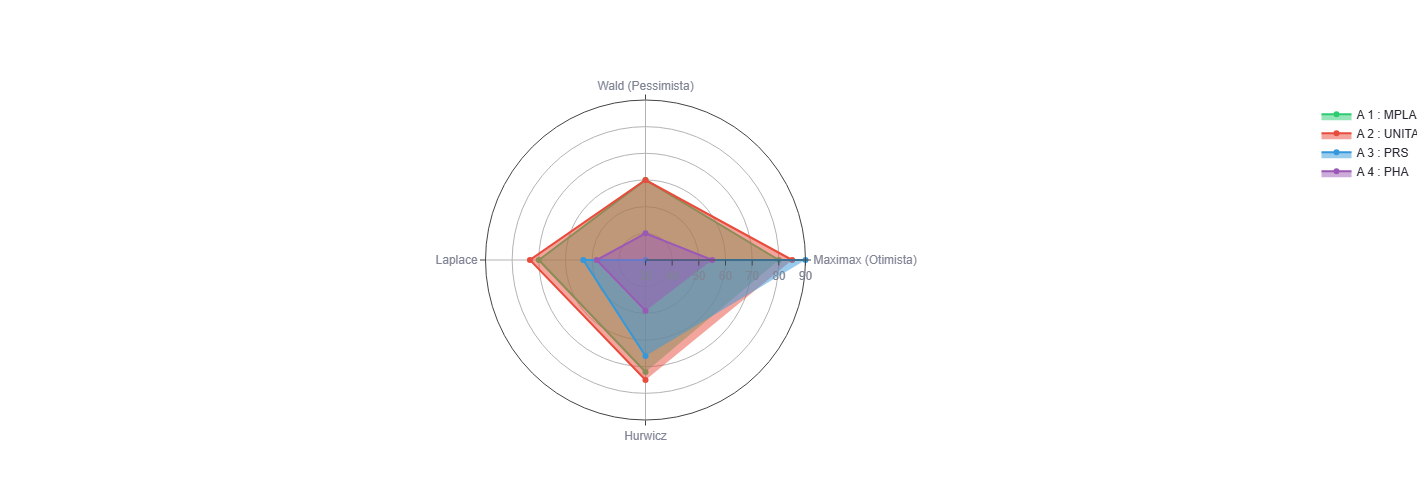 Wald (Pessimista)
A 1 : MPLA
A 2 : UNITA
A 3 : PRS
A 4 : PHA
Laplace
Maximax (Otimista)
50 60 70 80 90
Hurwicz